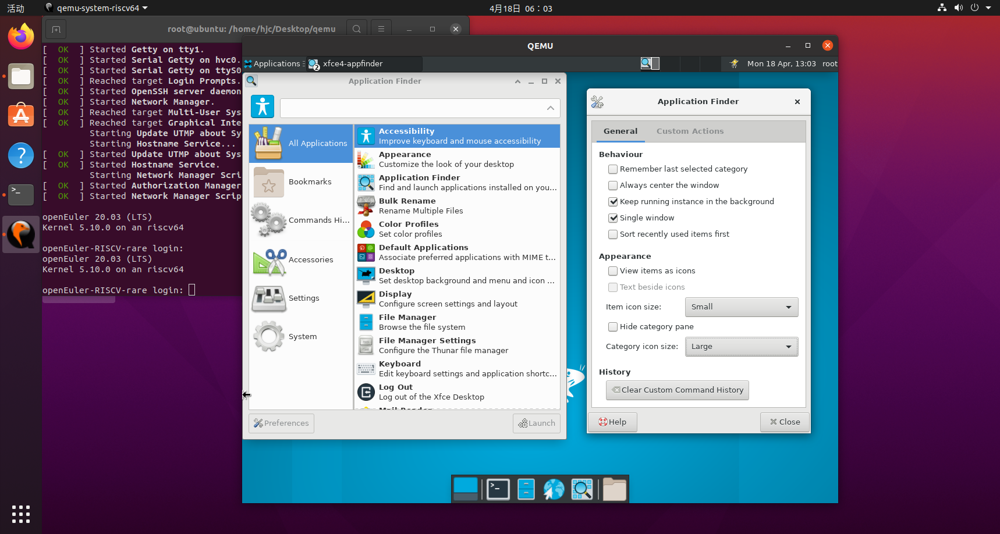 活动
qemu-system-riscv64
4月18日 06：03
root@ubuntu: /home/hjc/Desktop/qemu
[ OK ] Started Getty on tty1.
[ OK ] Started Serial Getty on hvc0.
[ OK ] Started Serial Getty on ttyS0
[ OK ] Reached target Login Prompts.
[ OK ] Started OpenSSH server daemon
[ OK ] Started Network Manager.
[ OK ] Reached target Multi-User Sys
[ OK ] Reached target Graphical Inte
Starting Update UTMP about Sy
Starting Hostname Service...
[ OK ] Started Update UTMP about Sys
[ OK ] Started Hostname Service.
Starting Network Manager Scri
[ OK ] Started Authorization Manager
[ OK ] Started Network Manager Scrip
openEuler 20.03 (LTS)
Kernel 5.10.0 on an riscv64
openEuler-RISCV-rare login:
openEuler 20.03 (LTS)
Kernel 5.10.0 on an riscv64
openEuler-RISCV-rare login:
QEMU
Applications
2
xfce4-appfinder
Mon 18 Apr, 13:03
root
Application Finder
All Applications
Bookmarks
Commands Hi...
Accessories
Settings
System
Accessibility
Improve keyboard and mouse accessibility
Appearance
Customize the look of your desktop
Application Finder
Find and launch applications installed on you...
Bulk Rename
Rename Multiple Files
Color Profiles
Set color profiles
Default Applications
Associate preferred applications with MIME t...
Desktop
Set desktop background and menu and icon ...
Display
Configure screen settings and layout
File Manager
Browse the file system
File Manager Settings
Configure the Thunar file manager
Keyboard
Edit keyboard settings and application shortc...
Log Out
Log out of the Xfce Desktop
Mail Reader
Preferences
Launch
Application Finder
General
Custom Actions
Behaviour
Remember last selected category
Always center the window
Keep running instance in the background
Single window
Sort recently used items first
Appearance
View items as icons
Text beside icons
Item icon size:
Small
Hide category pane
Category icon size:
Large
History
Clear Custom Command History
Help
Close